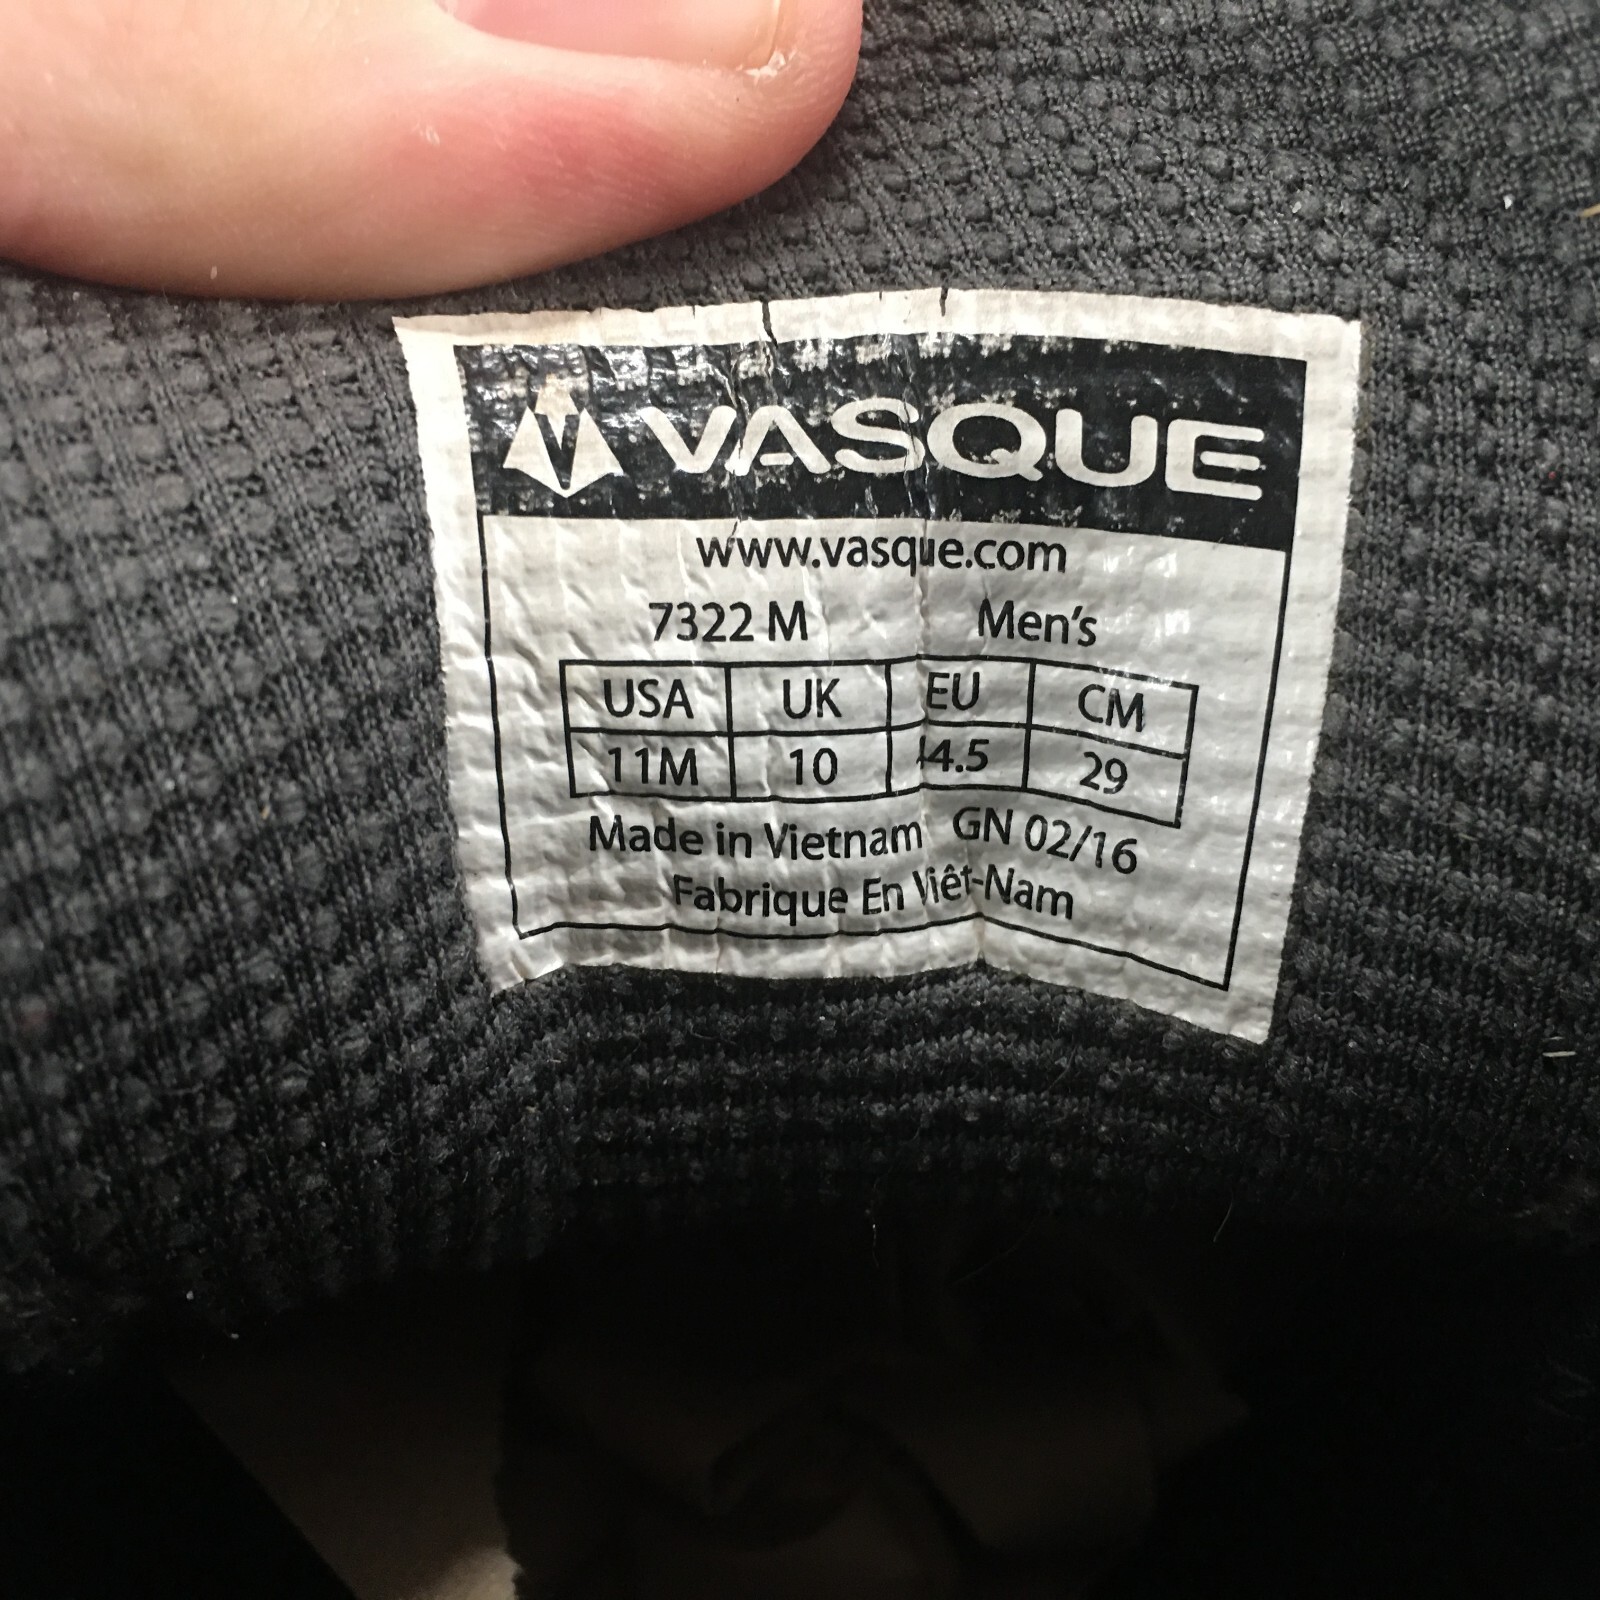 VASQUE
www.vasque.com
7322 M Men's
USA UK EU CM
11M 10 44.5 29
Made in Vietnam GN 02/16
Fabrique En Việt-Nam